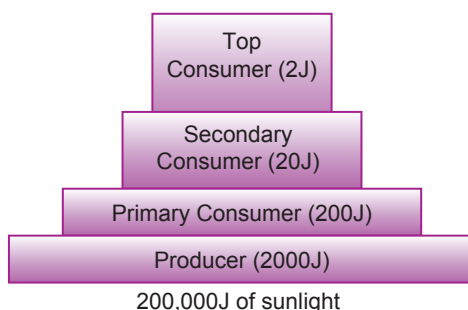 Top
Consumer (2J)
Secondary
Consumer (20J)
Primary Consumer (200J)
Producer (2000J)
200,000J of sunlight